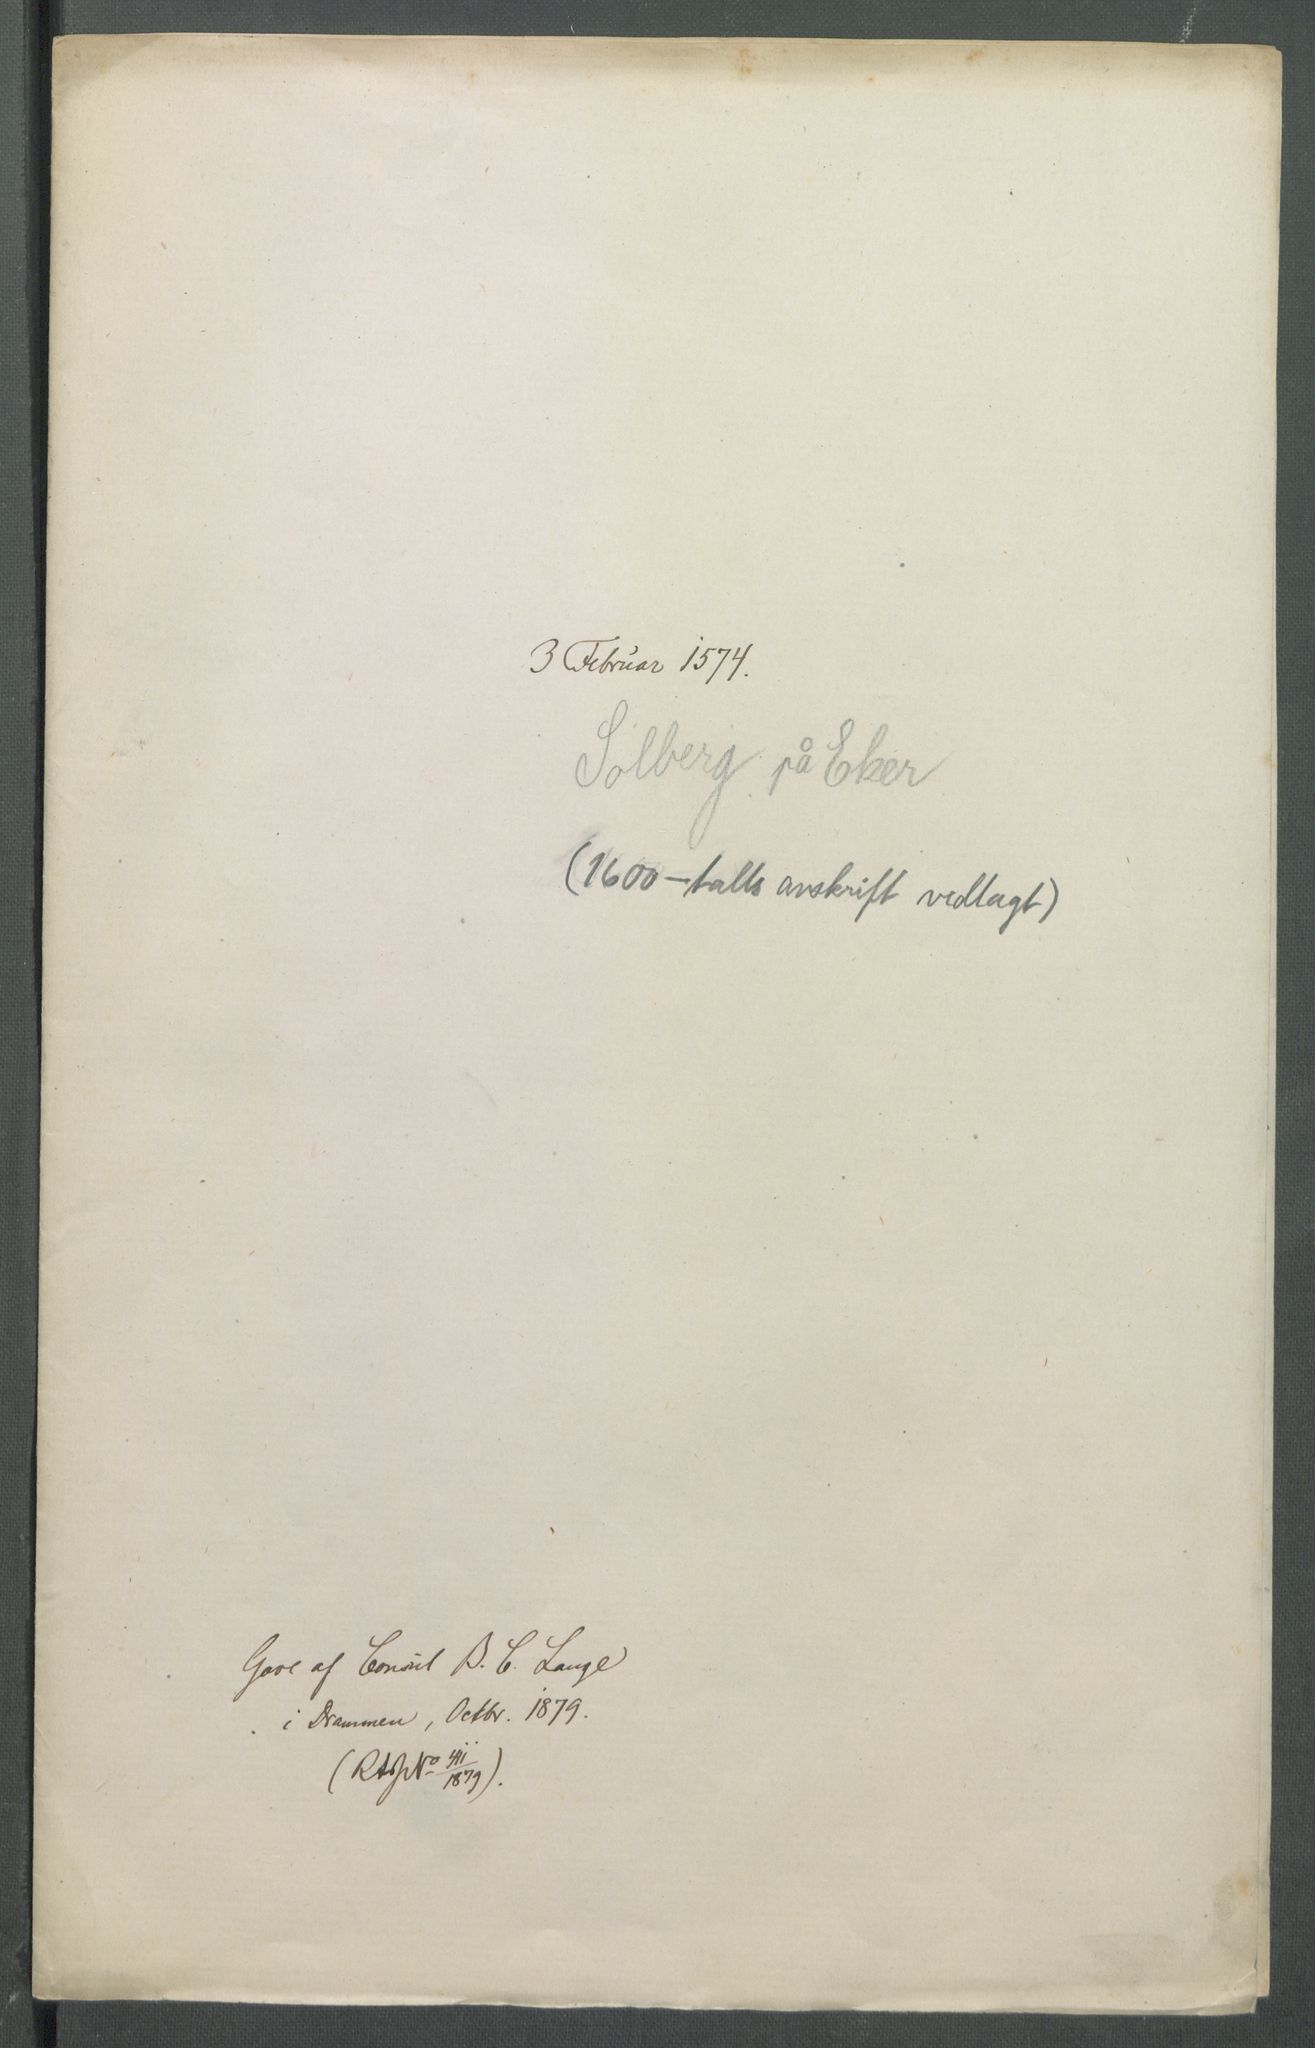 3 Februar 1574.
Solberg på Eker
(1600-talls avskrift vedlagt)
Gave af Consul B. C. Lange
i Drammen, Octbr. 1879.
(RA No 411/1879).